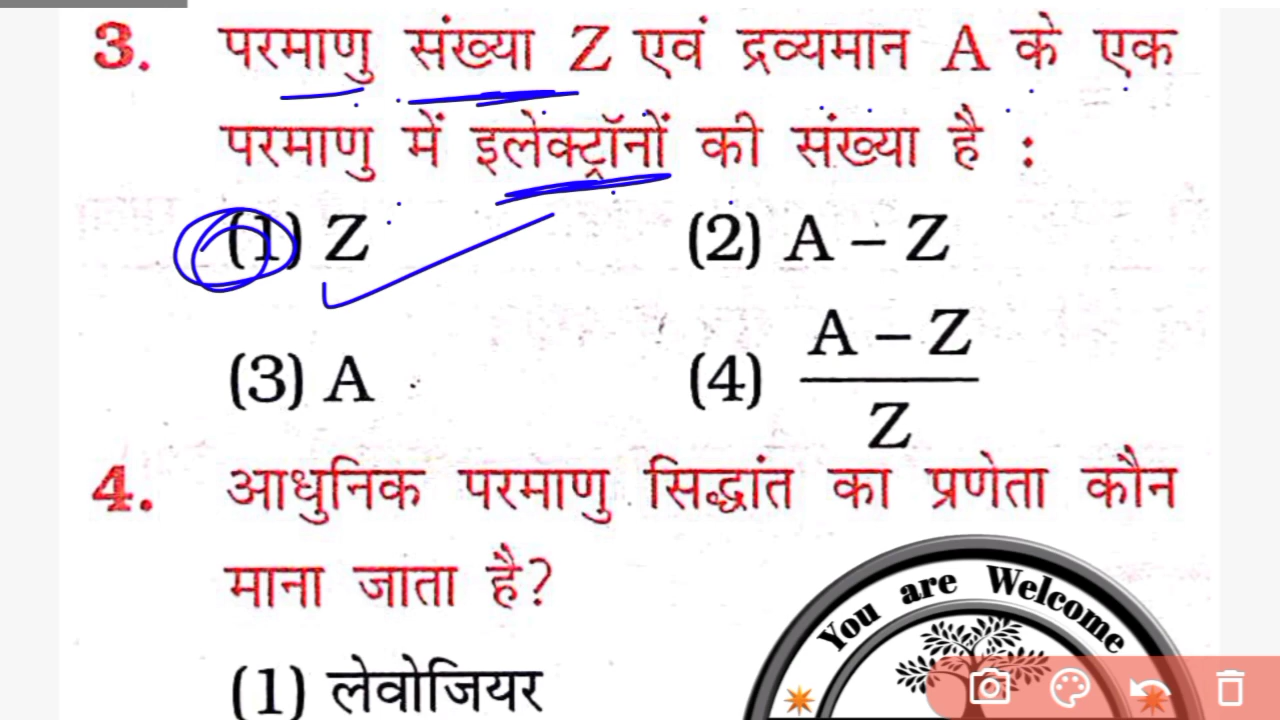 3. परमाणु संख्या Z एवं द्रव्यमान A के एक
परमाणु में इलेक्ट्रॉनों की संख्या है :
(1) Z (2) A – Z
(3) A (4) A – Z
Z
4. आधुनिक परमाणु सिद्धांत का प्रणेता कौन
माना जाता है?
(1) लेवोजियर
You are Welcome